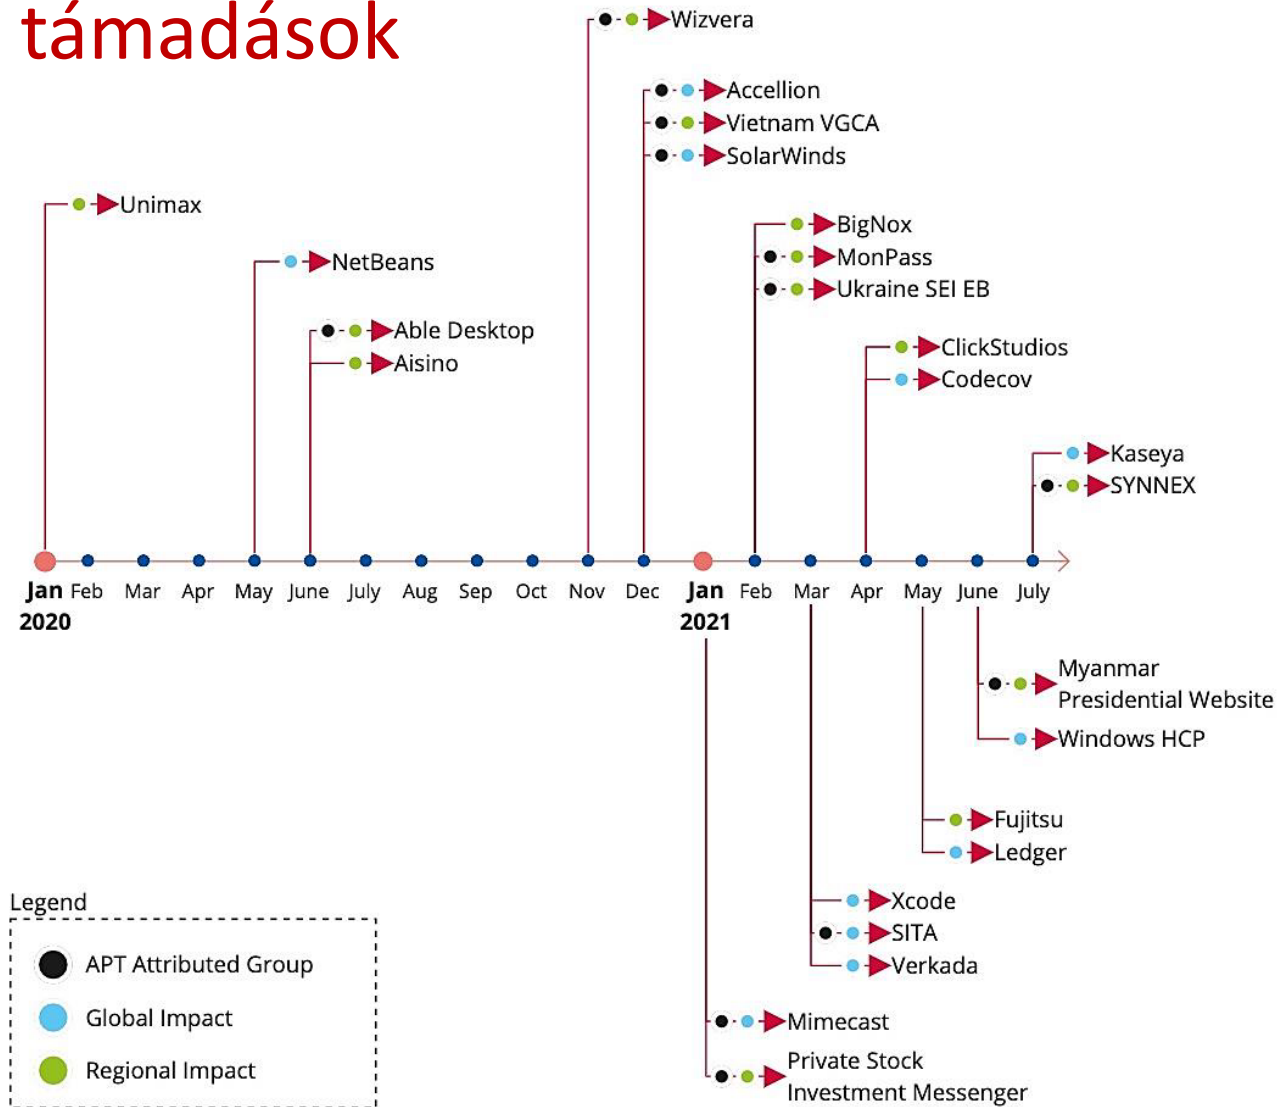 támadások
Wizvera
Accellion
Vietnam VGCA
SolarWinds
Unimax
BigNox
NetBeans
MonPass
Ukraine SEI EB
Able Desktop
Aisino
ClickStudios
Codecov
Kaseya
SYNNEX
Jan Feb Mar Apr May June July Aug Sep Oct Nov Dec Jan Feb Mar Apr May June July
2020 2021
Myanmar
Presidential Website
Windows HCP
Fujitsu
Ledger
Xcode
SITA
Verkada
Mimecast
Private Stock
Investment Messenger
Legend
APT Attributed Group
Global Impact
Regional Impact